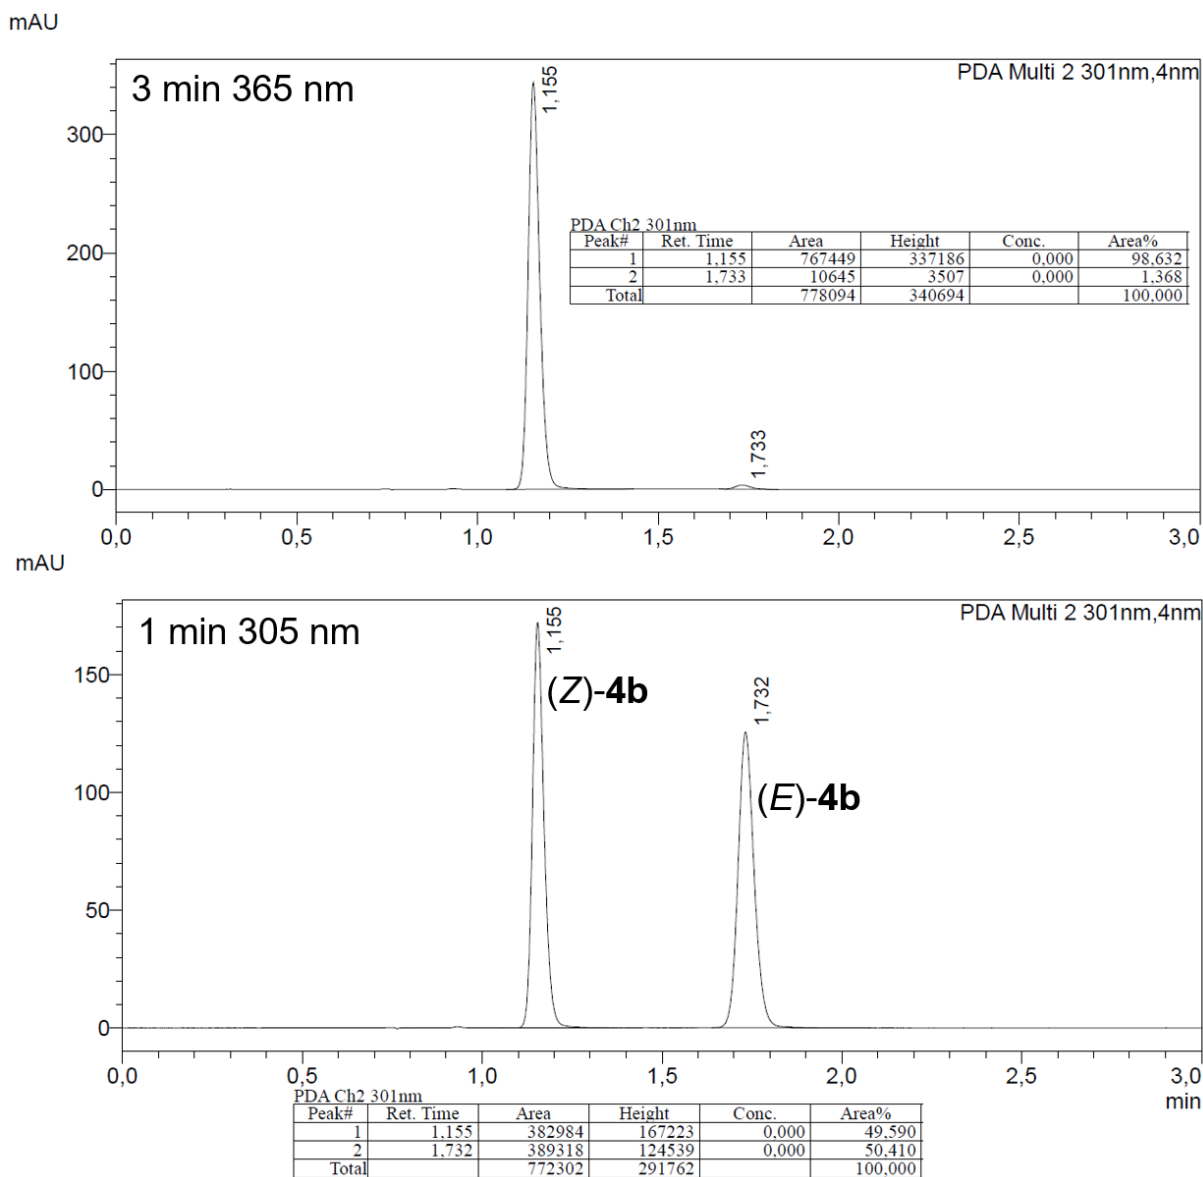 mAU
3 min 365 nm
PDA Multi 2 301nm,4nm
1,155
300
PDA Ch2 301nm
Peak# Ret. Time Area Height Conc. Area%
1 1,155 767449 337186 0,000 98,632
2 1,733 10645 3507 0,000 1,368
Total 778094 340694 100,000
200
100
1,733
0
0,0 0,5 1,0 1,5 2,0 2,5 3,0
mAU
1 min 305 nm
PDA Multi 2 301nm,4nm
1,155
150
(Z)-4b
1,732
100
(E)-4b
50
0
0,0 0,5 1,0 1,5 2,0 2,5 3,0
min
PDA Ch2 301nm
Peak# Ret. Time Area Height Conc. Area%
1 1,155 382984 167223 0,000 49,590
2 1,732 389318 124539 0,000 50,410
Total 772302 291762 100,000